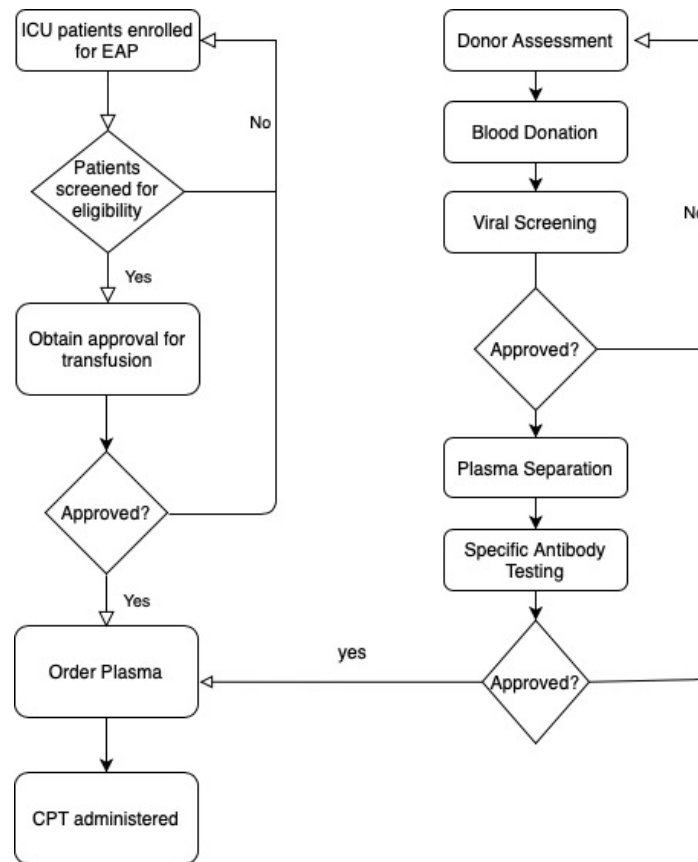 ICU patients enrolled
for EAP
No
Patients
screened for
eligibility
Yes
Obtain approval for
transfusion
Approved?
Yes
Order Plasma
CPT administered
Donor Assessment
Blood Donation
Viral Screening
No
Approved?
Plasma Separation
Specific Antibody
Testing
yes
Approved?